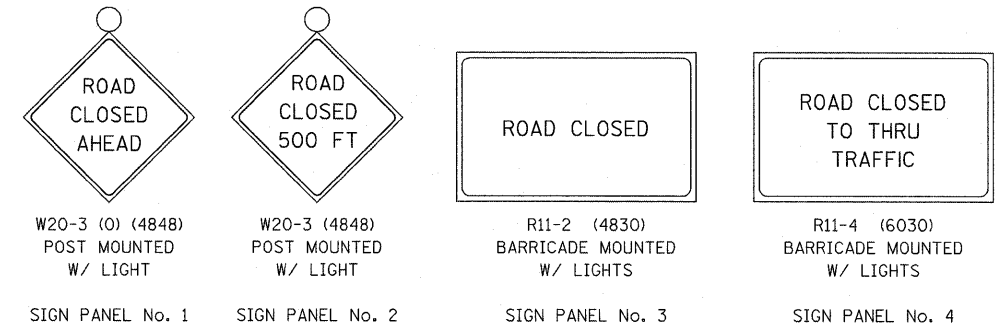 ROAD
CLOSED
AHEAD
W20-3 (O) (4848)
POST MOUNTED
W/ LIGHT
SIGN PANEL No. 1
ROAD
CLOSED
500 FT
W20-3 (4848)
POST MOUNTED
W/ LIGHT
SIGN PANEL No. 2
ROAD CLOSED
R11-2 (4830)
BARRICADE MOUNTED
W/ LIGHTS
SIGN PANEL No. 3
ROAD CLOSED
TO THRU
TRAFFIC
R11-4 (6030)
BARRICADE MOUNTED
W/ LIGHTS
SIGN PANEL No. 4